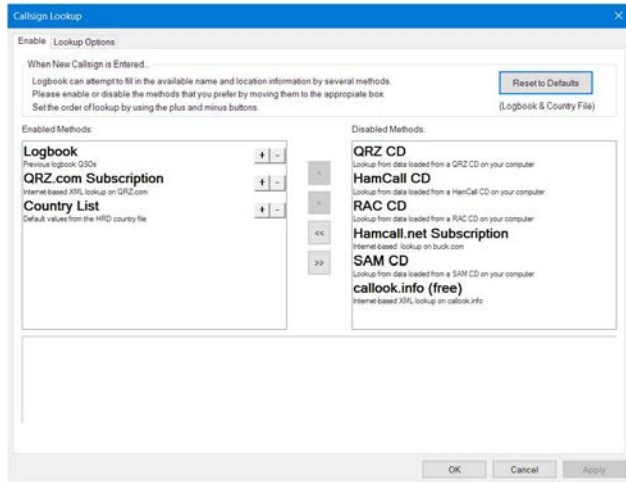 Callsign Lookup
Enable
Lookup Options
When New Callsign is Entered..
Logbook can attempt to fill in the available name and location information by several methods.
Please enable or disable the methods that you prefer by moving them to the appropiate box.
Set the order of lookup by using the plus and minus buttons.
Reset to Defaults
(Logbook & Country File)
Enabled Methods:
Logbook
Previous logbook QSOs
+ -
QRZ.com Subscription
Internet-based XML lookup on QRZ.com
+ -
Country List
Default values from the HRD country file
+ -
<
>
<<
>>
Disabled Methods:
QRZ CD
Lookup from data loaded from a QRZ CD on your computer
HamCall CD
Lookup from data loaded from a HamCall CD on your computer
RAC CD
Lookup from data loaded from a RAC CD on your computer
Hamcall.net Subscription
Internet based lookup on buck.com
SAM CD
Lookup from data loaded from a SAM CD on your computer
callook.info (free)
Internet-based XML lookup on callook.info
OK
Cancel
Apply